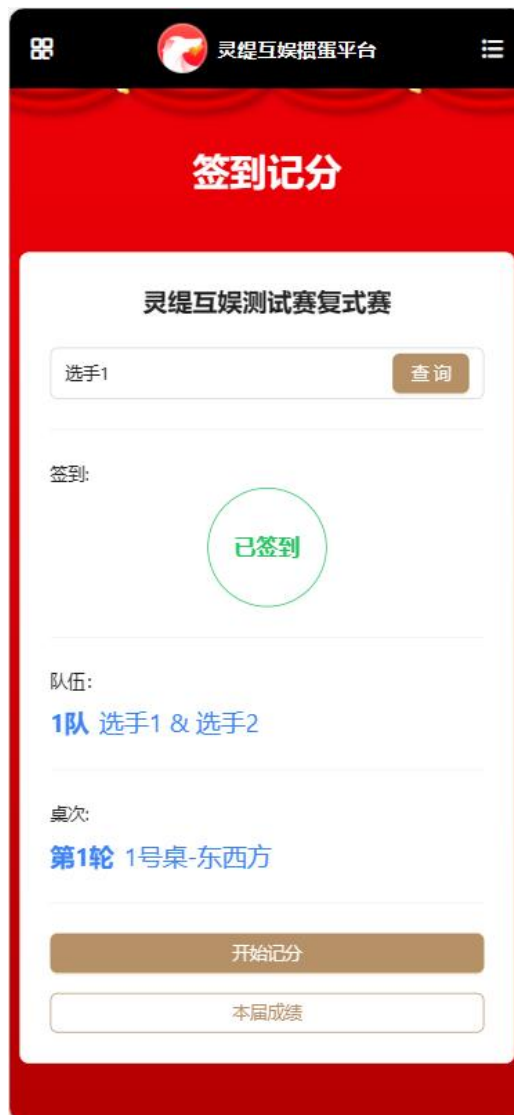 灵缇互娱掼蛋平台
签到记分
灵缇互娱测试赛复式赛
选手1 查询
签到:
已签到
队伍:
1队 选手1 & 选手2
桌次:
第1轮 1号桌-东西方
开始记分
本届成绩